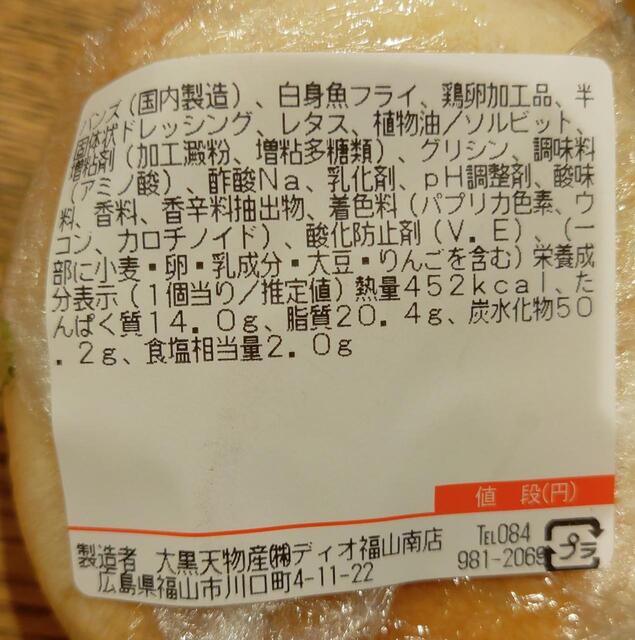 バンズ（国内製造）、白身魚フライ、鶏卵加工品、半
固体状ドレッシング、レタス、植物油／ソルビット、
増粘剤（加工澱粉、増粘多糖類）、グリシン、調味料
（アミノ酸）、酢酸Ｎａ、乳化剤、ｐＨ調整剤、酸味
料、香料、香辛料抽出物、着色料（パプリカ色素、ウ
コン、カロチノイド）、酸化防止剤（Ｖ．Ｅ）、（一
部に小麦・卵・乳成分・大豆・りんごを含む）栄養成
分表示（１個当り／推定値）熱量４５２ｋｃａｌ、た
んぱく質１４．０ｇ、脂質２０．４ｇ、炭水化物５０
．２ｇ、食塩相当量２．０ｇ
値 段(円)
製造者 大黒天物産㈱ディオ福山南店 TEL084
広島県福山市川口町4-11-22 981-2069
プラ